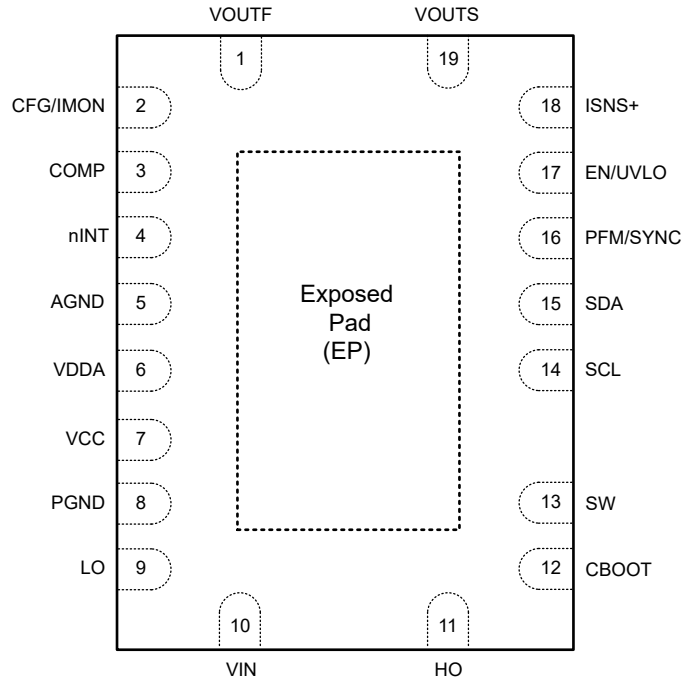 VOUTF VOUTS
1 19
CFG/IMON 2 18 ISNS+
COMP 3 17 EN/UVLO
nINT 4 16 PFM/SYNC
AGND 5 15 SDA
Exposed
Pad
(EP)
VDDA 6 14 SCL
VCC 7
PGND 8 13 SW
LO 9 12 CBOOT
10 11
VIN HO